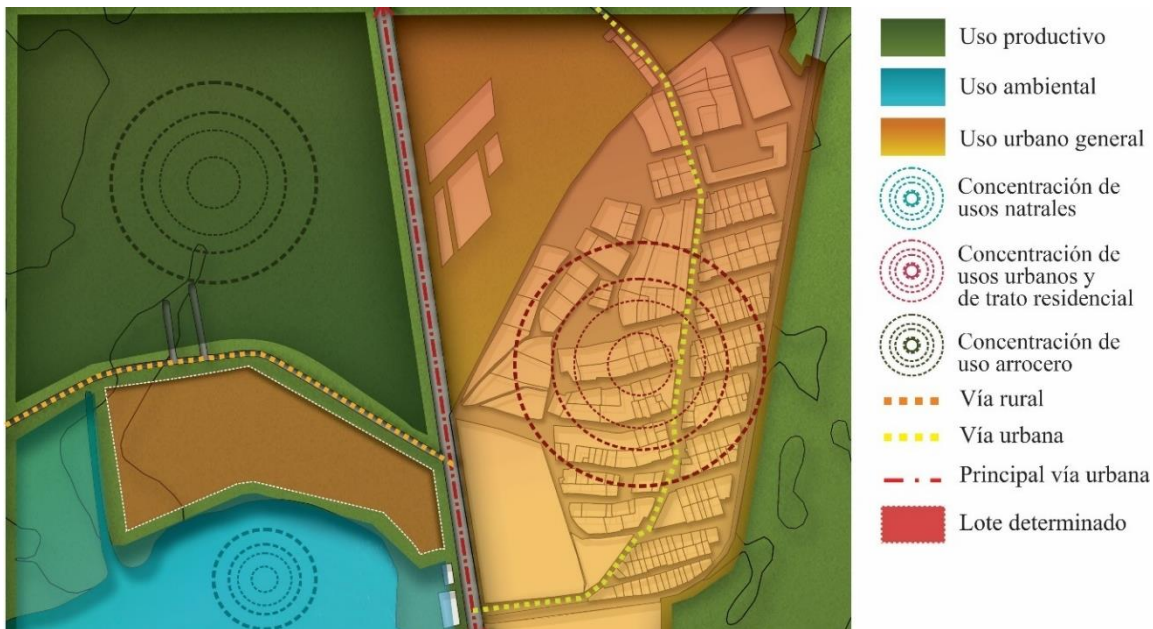 Uso productivo
Uso ambiental
Uso urbano general
Concentración de
usos natrales
Concentración de
usos urbanos y
de trato residencial
Concentración de
uso arrocero
Vía rural
Vía urbana
Principal vía urbana
Lote determinado